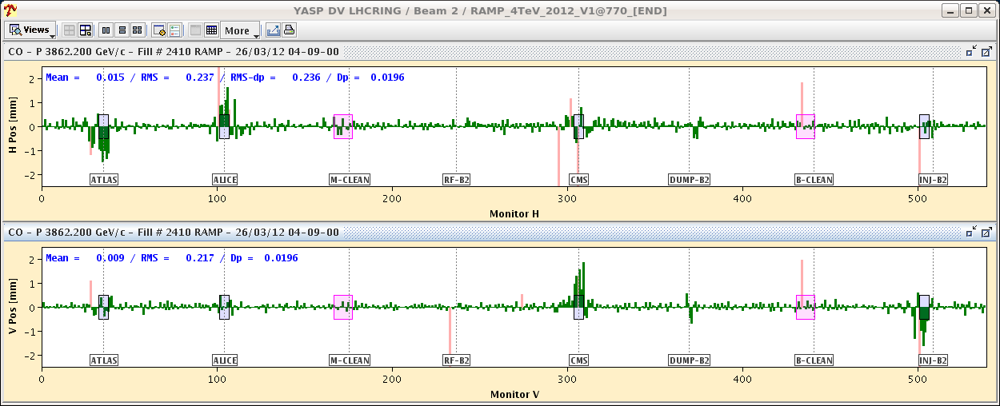 YASP DV LHCRING / Beam 2 / RAMP_4TeV_2012_V1@770_[END]
Views More
CO - P 3862.200 GeV/c - Fill # 2410 RAMP - 26/03/12 04-09-00
Mean = 0.015 / RMS = 0.237 / RMS-dp = 0.236 / Dp = 0.0196
H Pos [mm]
2
1
0
-1
-2
ATLAS ALICE M-CLEAN RF-B2 CMS DUMP-B2 B-CLEAN INJ-B2
0 100 200 300 400 500
Monitor H
CO - P 3862.200 GeV/c - Fill # 2410 RAMP - 26/03/12 04-09-00
Mean = 0.009 / RMS = 0.217 / Dp = 0.0196
V Pos [mm]
2
1
0
-1
-2
ATLAS ALICE M-CLEAN RF-B2 CMS DUMP-B2 B-CLEAN INJ-B2
0 100 200 300 400 500
Monitor V